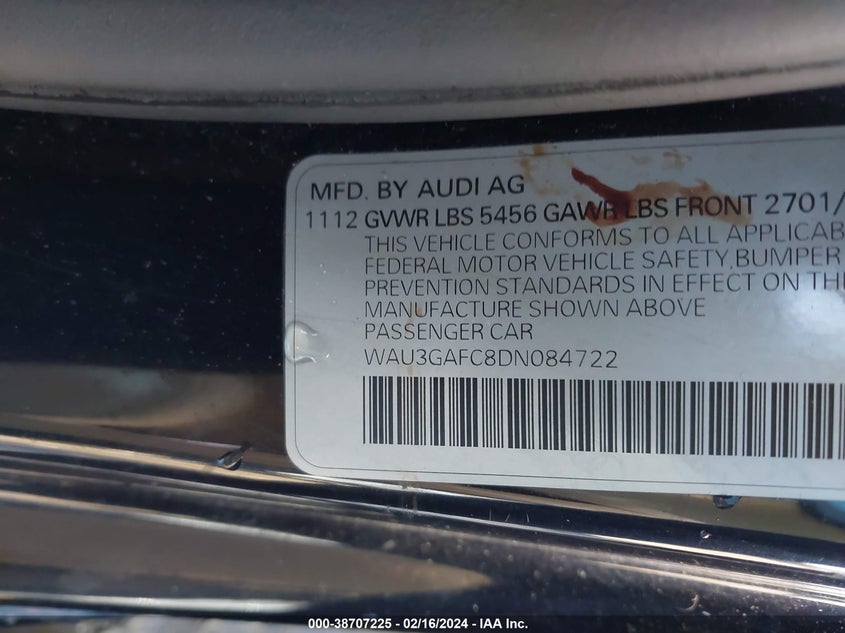 MFD. BY AUDI AG
1112 GVWR LBS 5456 GAWR LBS FRONT 2701/
THIS VEHICLE CONFORMS TO ALL APPLICAB
FEDERAL MOTOR VEHICLE SAFETY, BUMPER
PREVENTION STANDARDS IN EFFECT ON THE
MANUFACTURE SHOWN ABOVE
PASSENGER CAR
WAU3GAFC8DN084722
000-38707225 - 02/16/2024 - IAA Inc.